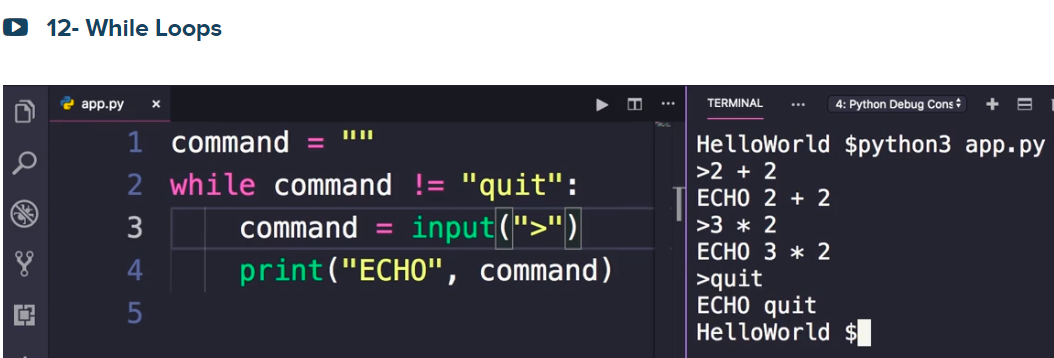 12- While Loops
app.py ×
TERMINAL ... 4: Python Debug Cons
1 command = ""
2 while command != "quit":
3     command = input(">")
4     print("ECHO", command)
5
HelloWorld $python3 app.py
>2 + 2
ECHO 2 + 2
>3 * 2
ECHO 3 * 2
>quit
ECHO quit
HelloWorld $